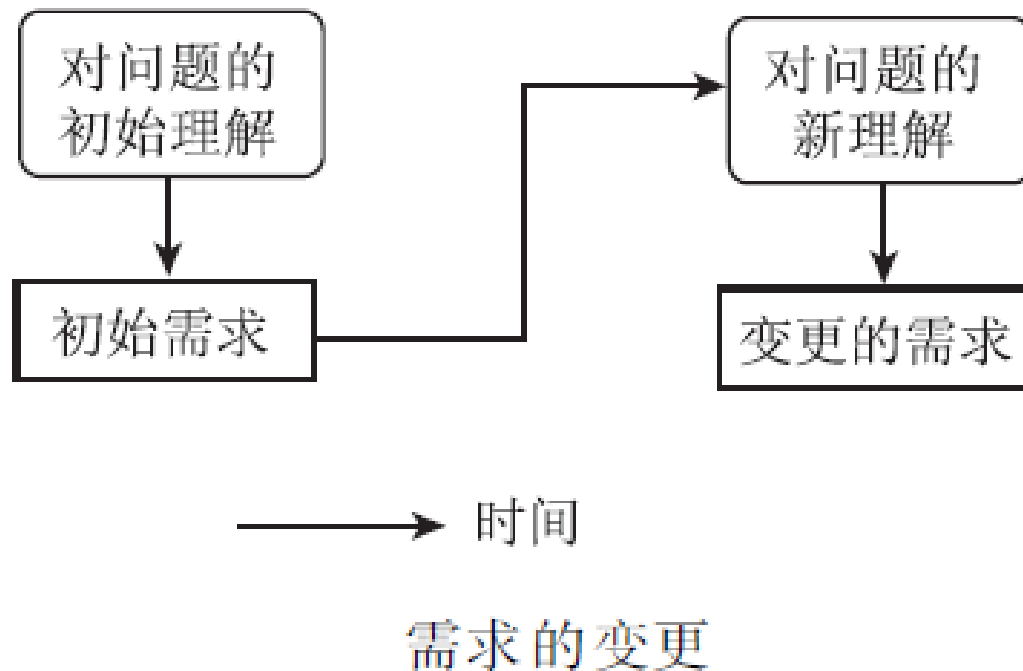 对问题的
初始理解
对问题的
新理解
初始需求
变更的需求
时间
需求的变更